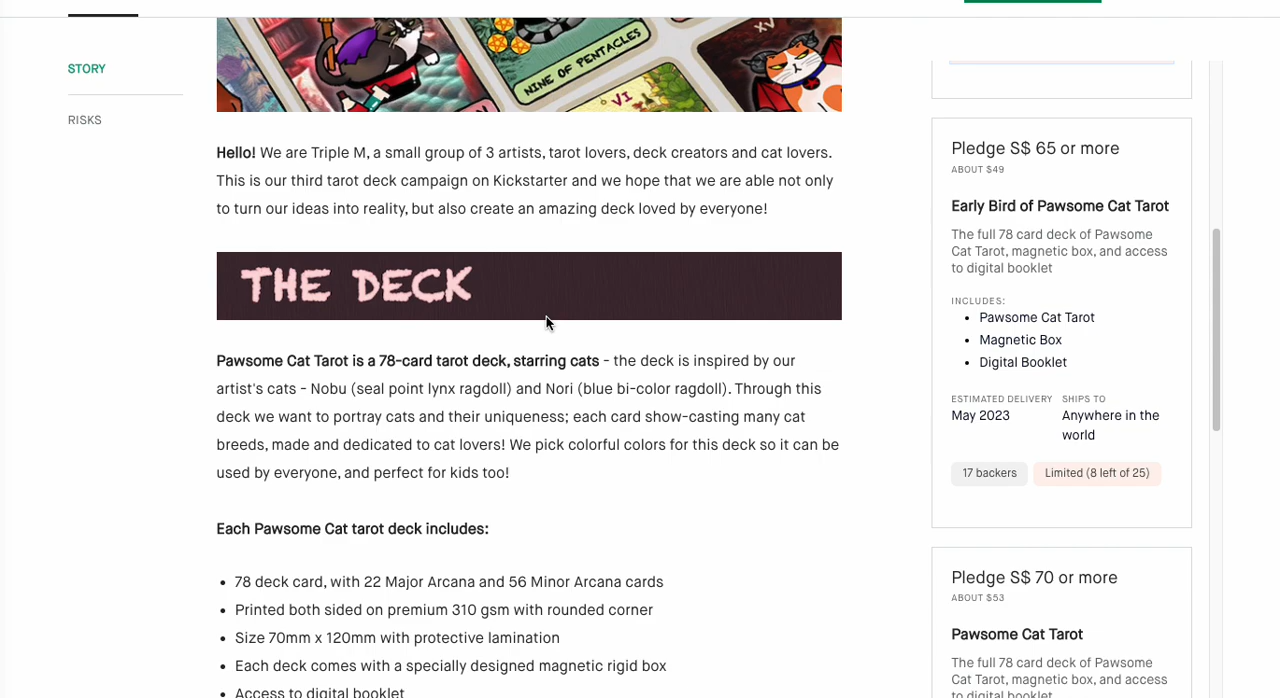 STORY
RISKS
NINE OF PENTACLES
VI
XV
Hello! We are Triple M, a small group of 3 artists, tarot lovers, deck creators and cat lovers.
This is our third tarot deck campaign on Kickstarter and we hope that we are able not only
to turn our ideas into reality, but also create an amazing deck loved by everyone!
THE DECK
Pawsome Cat Tarot is a 78-card tarot deck, starring cats - the deck is inspired by our
artist's cats - Nobu (seal point lynx ragdoll) and Nori (blue bi-color ragdoll). Through this
deck we want to portray cats and their uniqueness; each card show-casting many cat
breeds, made and dedicated to cat lovers! We pick colorful colors for this deck so it can be
used by everyone, and perfect for kids too!
Each Pawsome Cat tarot deck includes:
• 78 deck card, with 22 Major Arcana and 56 Minor Arcana cards
• Printed both sided on premium 310 gsm with rounded corner
• Size 70mm x 120mm with protective lamination
• Each deck comes with a specially designed magnetic rigid box
• Access to digital booklet
Pledge S$ 65 or more
ABOUT $49
Early Bird of Pawsome Cat Tarot
The full 78 card deck of Pawsome
Cat Tarot, magnetic box, and access
to digital booklet
INCLUDES:
• Pawsome Cat Tarot
• Magnetic Box
• Digital Booklet
ESTIMATED DELIVERY
May 2023
SHIPS TO
Anywhere in the
world
17 backers
Limited (8 left of 25)
Pledge S$ 70 or more
ABOUT $53
Pawsome Cat Tarot
The full 78 card deck of Pawsome
Cat Tarot, magnetic box, and access
to digital booklet